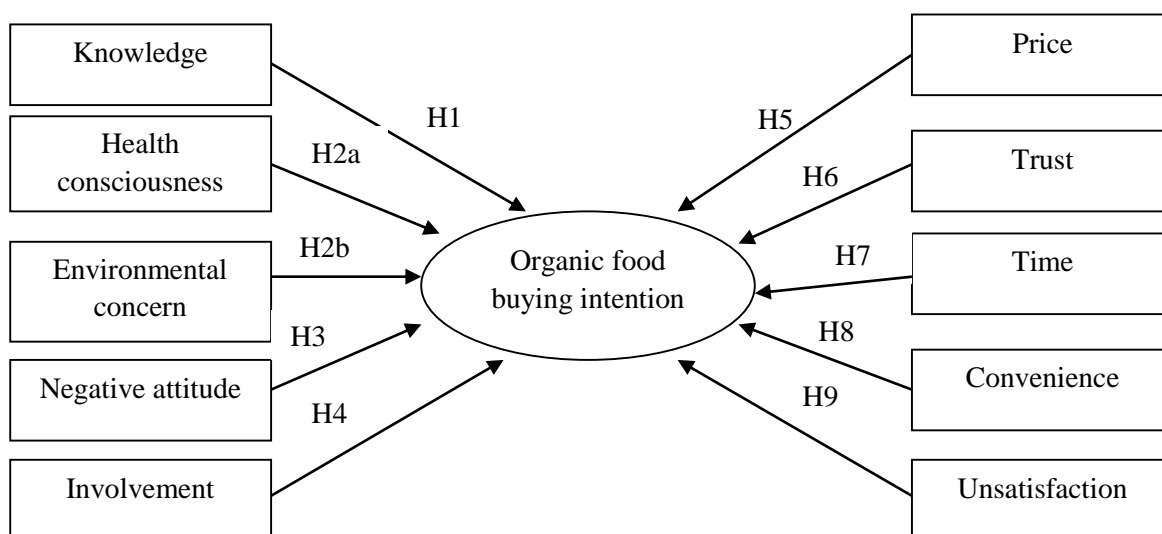 Knowledge
Health
consciousness
Environmental
concern
Negative attitude
Involvement
H1
H2a
H2b
H3
H4
Organic food
buying intention
H5
H6
H7
H8
H9
Price
Trust
Time
Convenience
Unsatisfaction